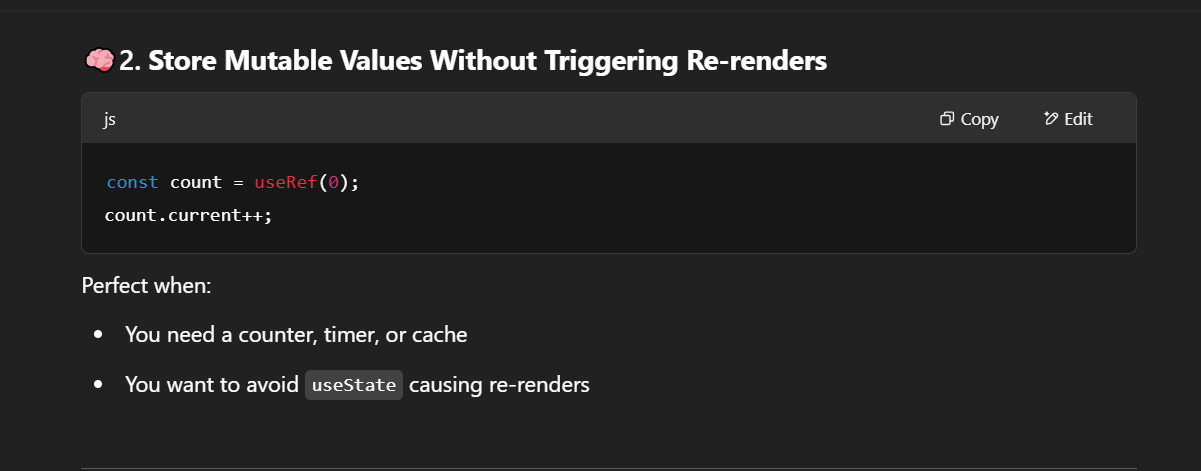 🧠 2. Store Mutable Values Without Triggering Re-renders
js Copy Edit
const count = useRef(0);
count.current++;
Perfect when:
• You need a counter, timer, or cache
• You want to avoid useState causing re-renders